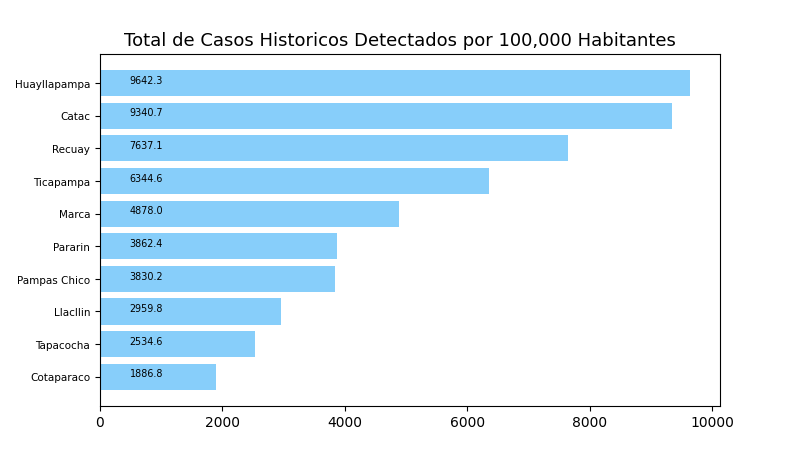 Total de Casos Historicos Detectados por 100,000 Habitantes
Huayllapampa 9642.3
Catac 9340.7
Recuay 7637.1
Ticapampa 6344.6
Marca 4878.0
Pararin 3862.4
Pampas Chico 3830.2
Llacllin 2959.8
Tapacocha 2534.6
Cotaparaco 1886.8
0 2000 4000 6000 8000 10000